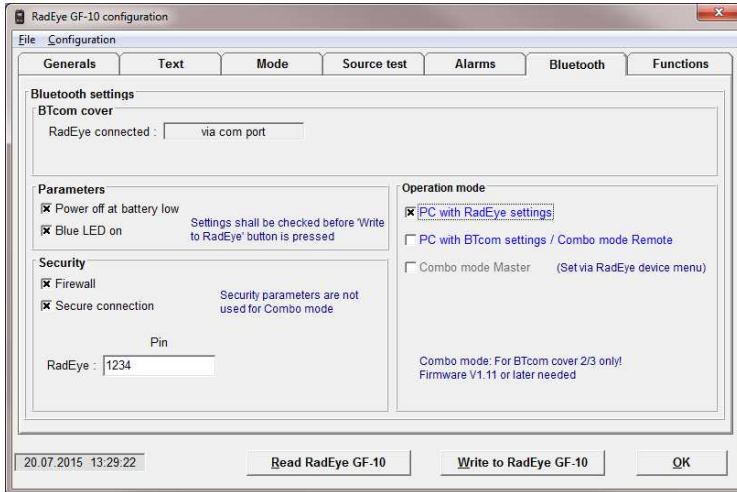 RadEye GF-10 configuration
File Configuration
Generals Text Mode Source test Alarms Bluetooth Functions
Bluetooth settings
BTcom cover
RadEye connected : via com port
Parameters
Power off at battery low
Blue LED on
Settings shall be checked before 'Write
to RadEye' button is pressed
Security
Firewall
Secure connection
Security parameters are not
used for Combo mode
Pin
RadEye : 1234
Operation mode
PC with RadEye settings
PC with BTcom settings / Combo mode Remote
Combo mode Master (Set via RadEye device menu)
Combo mode: For BTcom cover 2/3 only!
Firmware V1.11 or later needed
20.07.2015 13:29:22 Read RadEye GF-10 Write to RadEye GF-10 OK